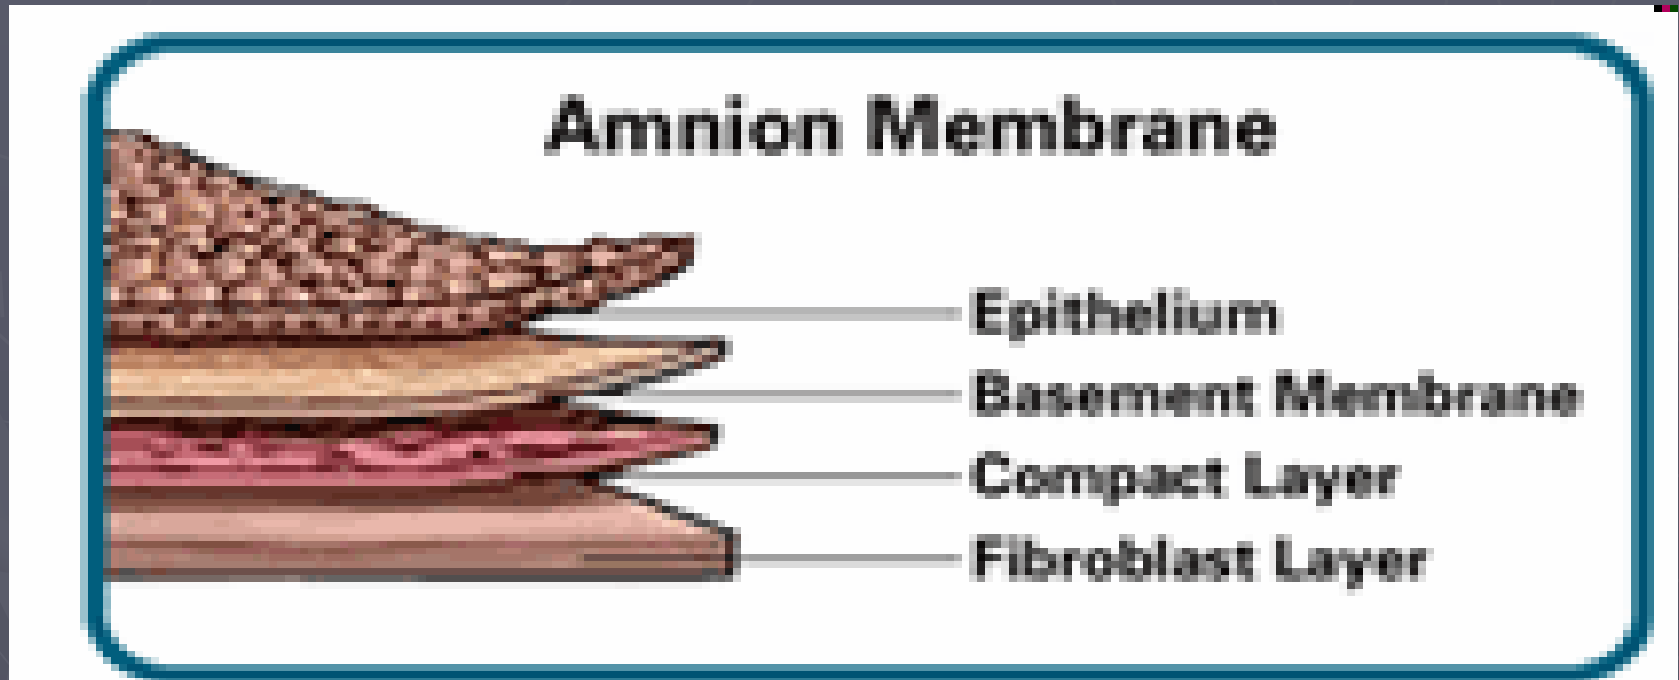 Amnion Membrane
Epithelium
Basement Membrane
Compact Layer
Fibroblast Layer